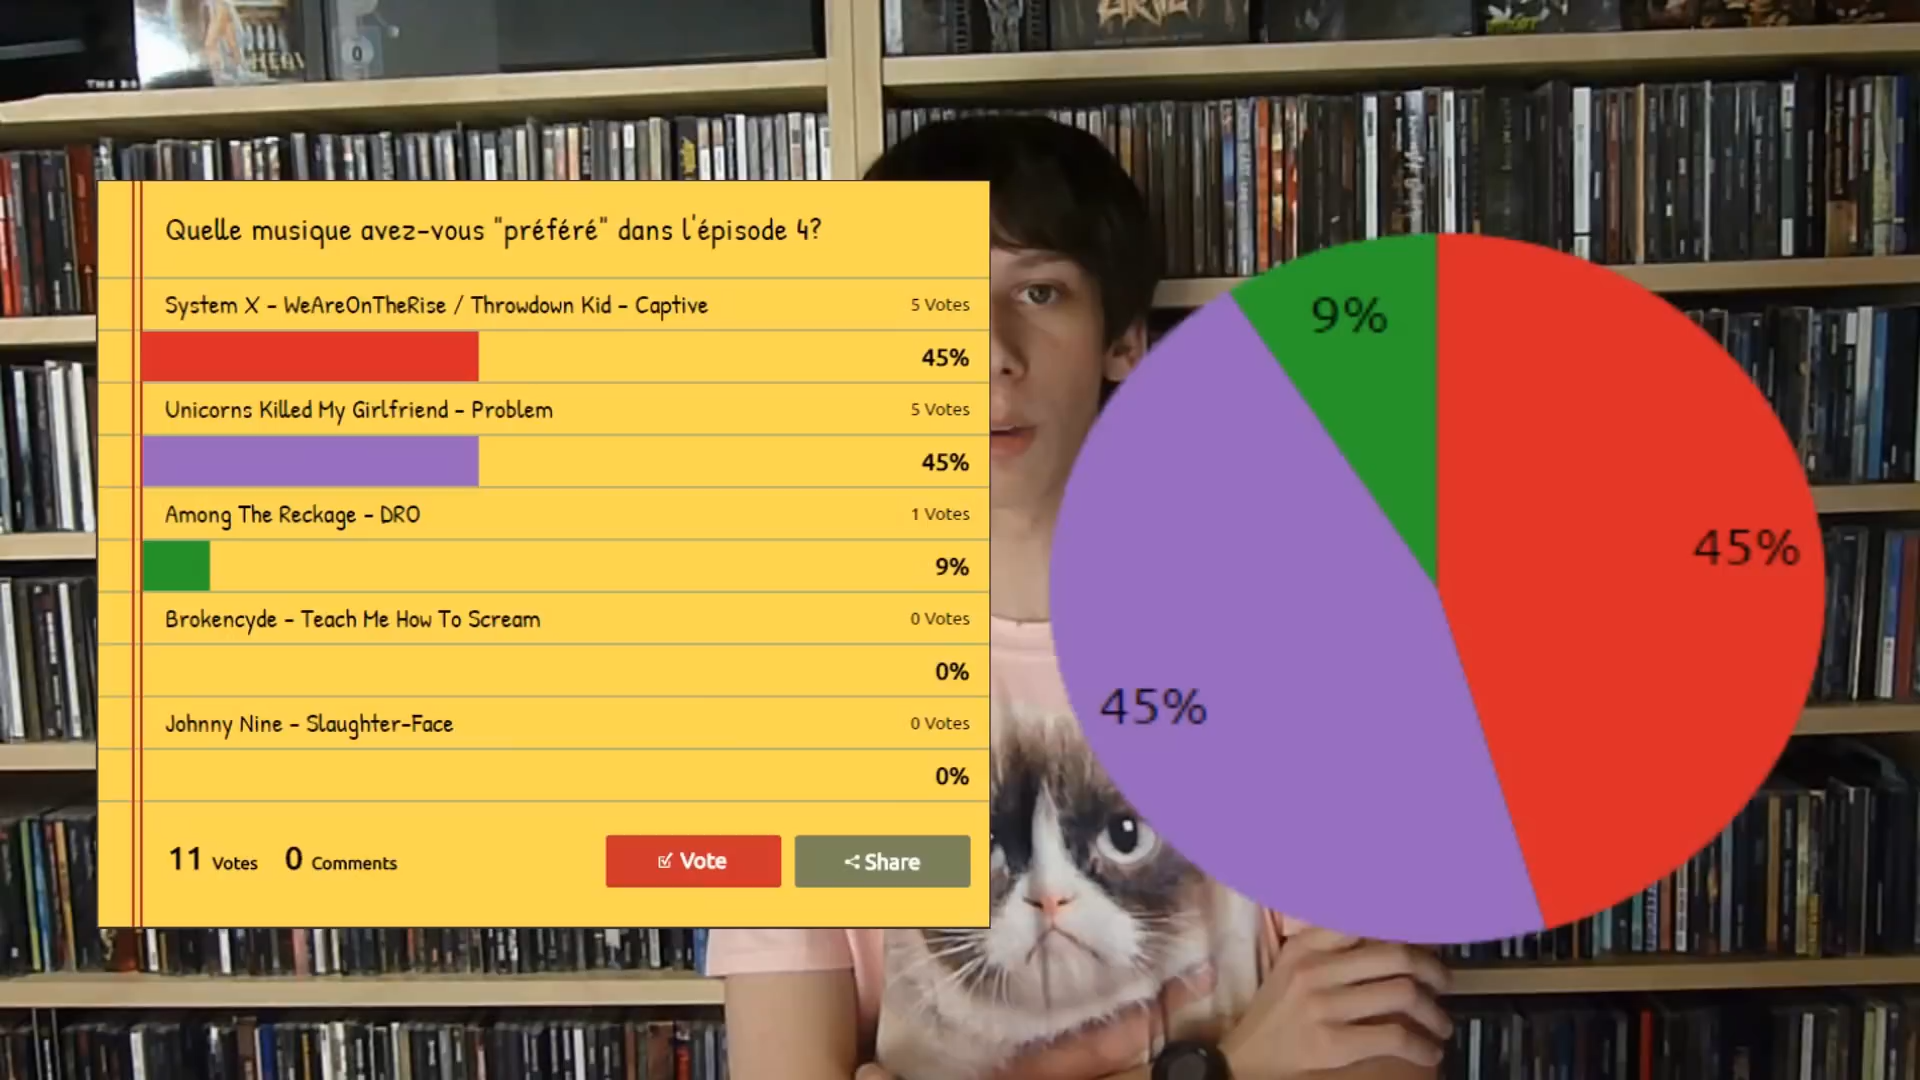 Quelle musique avez-vous "préféré" dans l'épisode 4?
System X - WeAreOnTheRise / Throwdown Kid - Captive 5 Votes
45%
Unicorns Killed My Girlfriend - Problem 5 Votes
45%
Among The Reckage - DRO 1 Votes
9%
Brokencyde - Teach Me How To Scream 0 Votes
0%
Johnny Nine - Slaughter-Face 0 Votes
0%
11 Votes 0 Comments Vote Share
9%
45%
45%